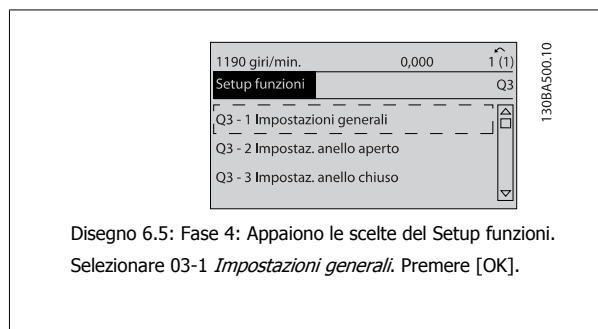 1190 giri/min. 0,000 1 (1)
Setup funzioni Q3
Q3 - 1 Impostazioni generali
Q3 - 2 Impostaz. anello aperto
Q3 - 3 Impostaz. anello chiuso
130BA500.10
Disegno 6.5: Fase 4: Appaiono le scelte del Setup funzioni.
Selezionare 03-1 Impostazioni generali. Premere [OK].